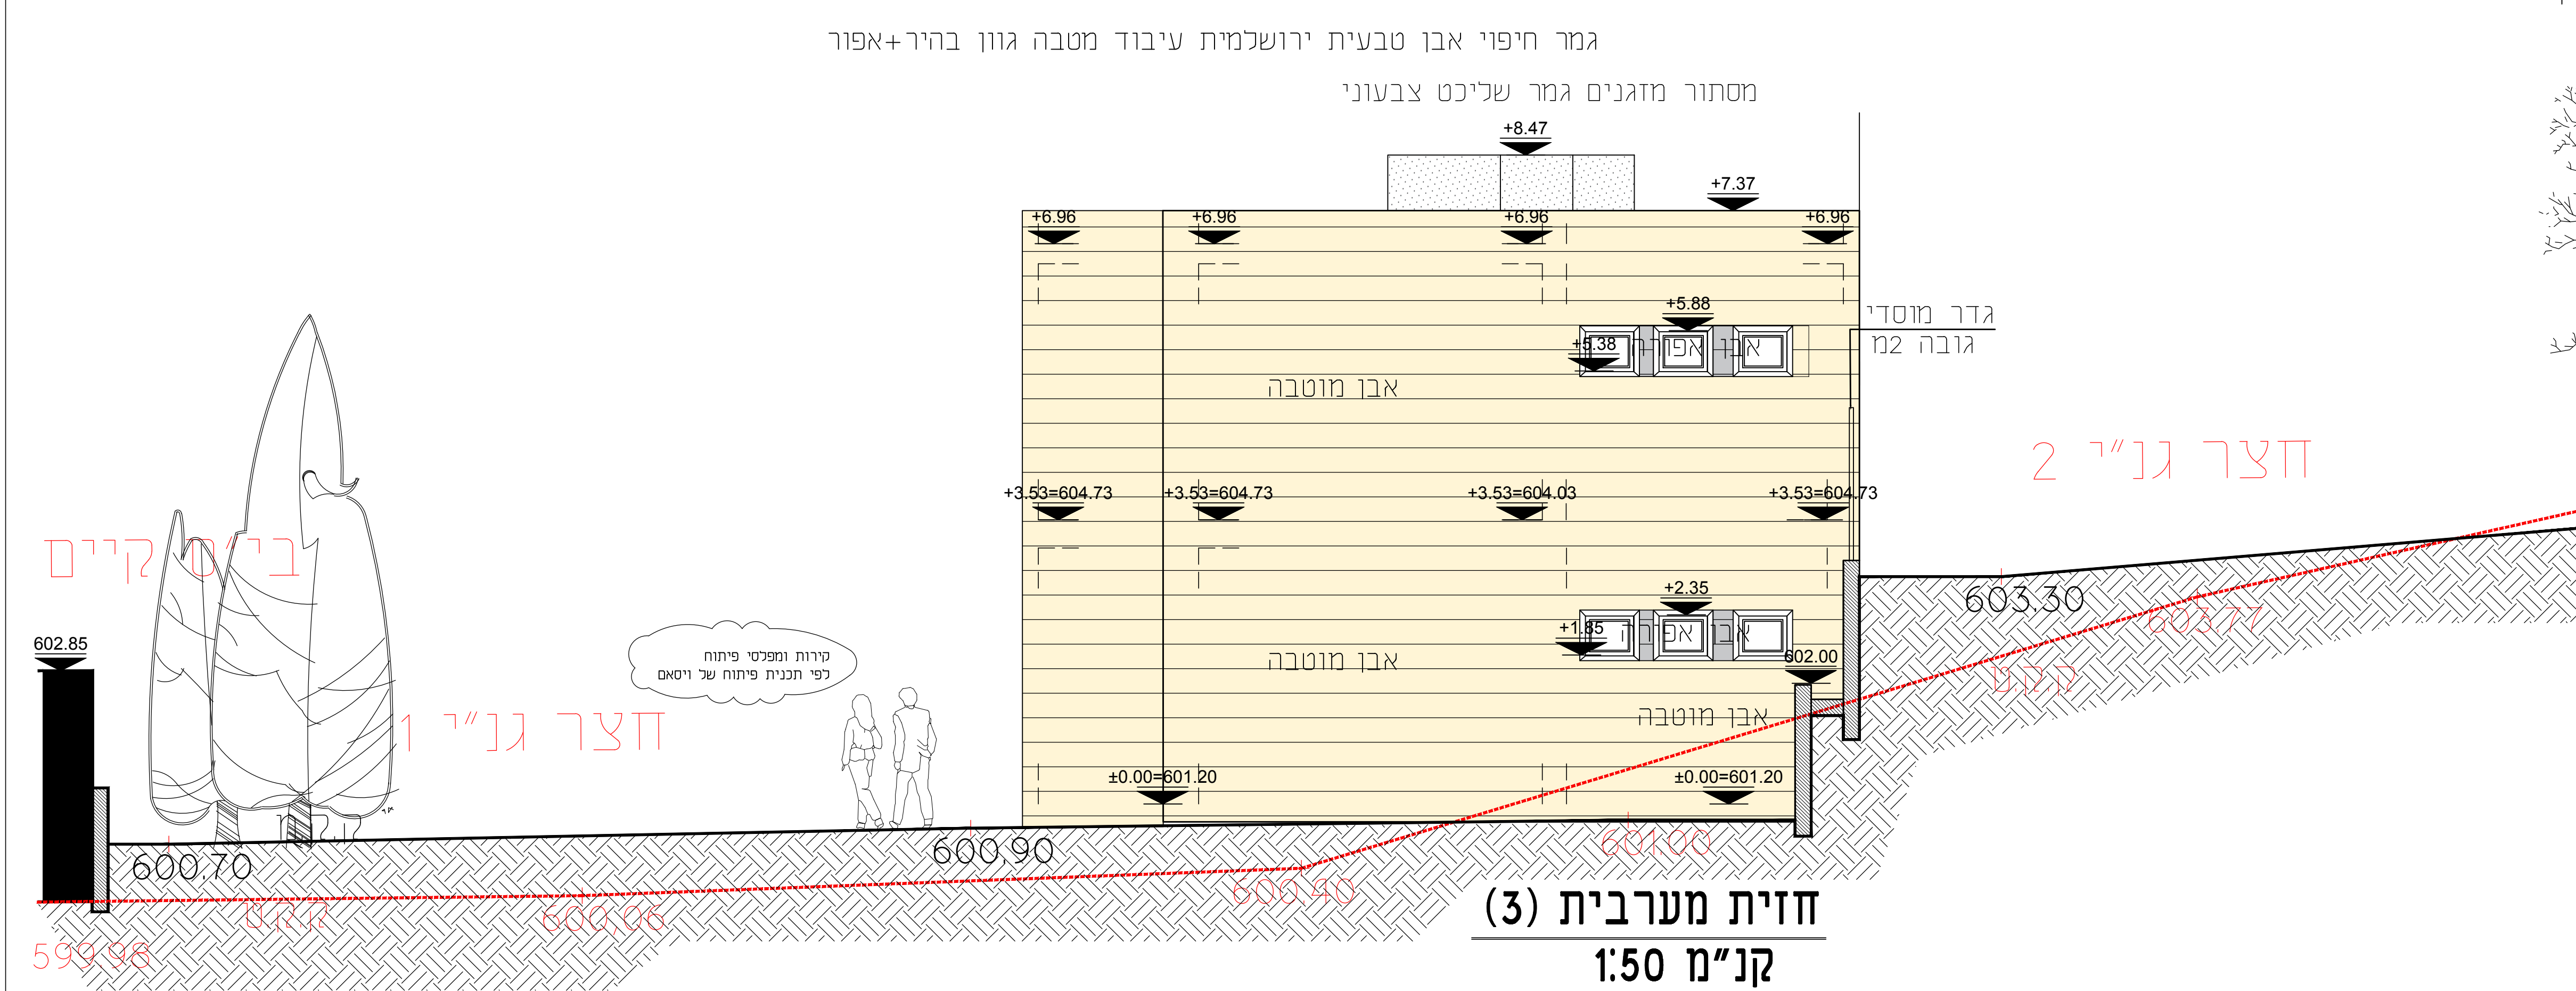 גמר חיפוי אבן טבעית ירושלמית עיבוד מטבה גוון בהיר+אפור
מסתור מזגנים גמר שליכט צבעוני
+8.47
+7.37
+6.96
+6.96
+6.96
+6.96
+5.88
+5.38
אבן אפורה
גדר מוסדי
גובה 2מ
אבן מוטבה
חצר גנ"י 2
+3.53=604.73
+3.53=604.73
+3.53=604.03
+3.53=604.73
בי"ס קיים
+2.35
+1.85
אבן אפורה
603.30
603.77
602.85
קירות ומפלסי פיתוח
לפי תכנית פיתוח של ויסאם
אבן מוטבה
602.00
ק.ק.ט
חצר גנ"י 1
אבן מוטבה
±0.00=601.20
±0.00=601.20
600.70
600.90
601.00
600.40
ק.ק.ט
600.06
599.98
חזית מערבית (3)
קנ"מ 1:50